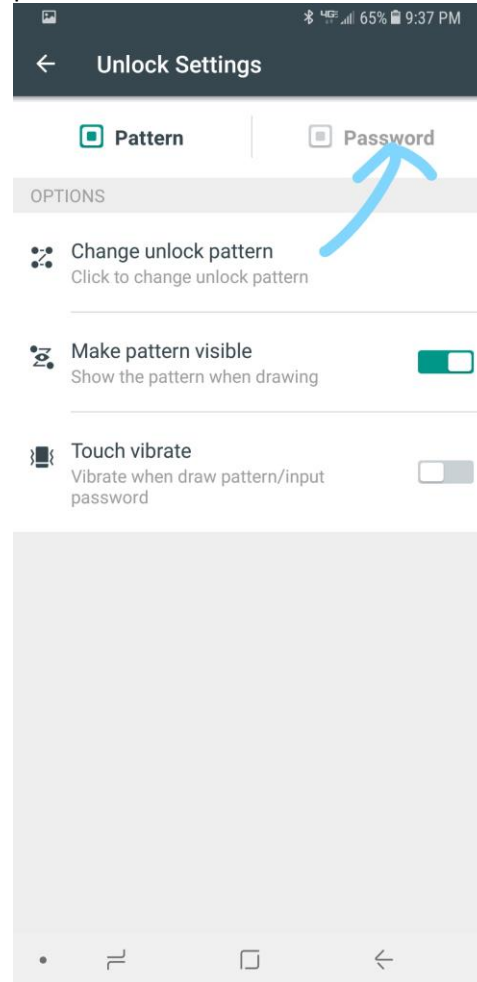 65% 9:37 PM
Unlock Settings
Pattern Password
OPTIONS
Change unlock pattern
Click to change unlock pattern
Make pattern visible
Show the pattern when drawing
Touch vibrate
Vibrate when draw pattern/input
password